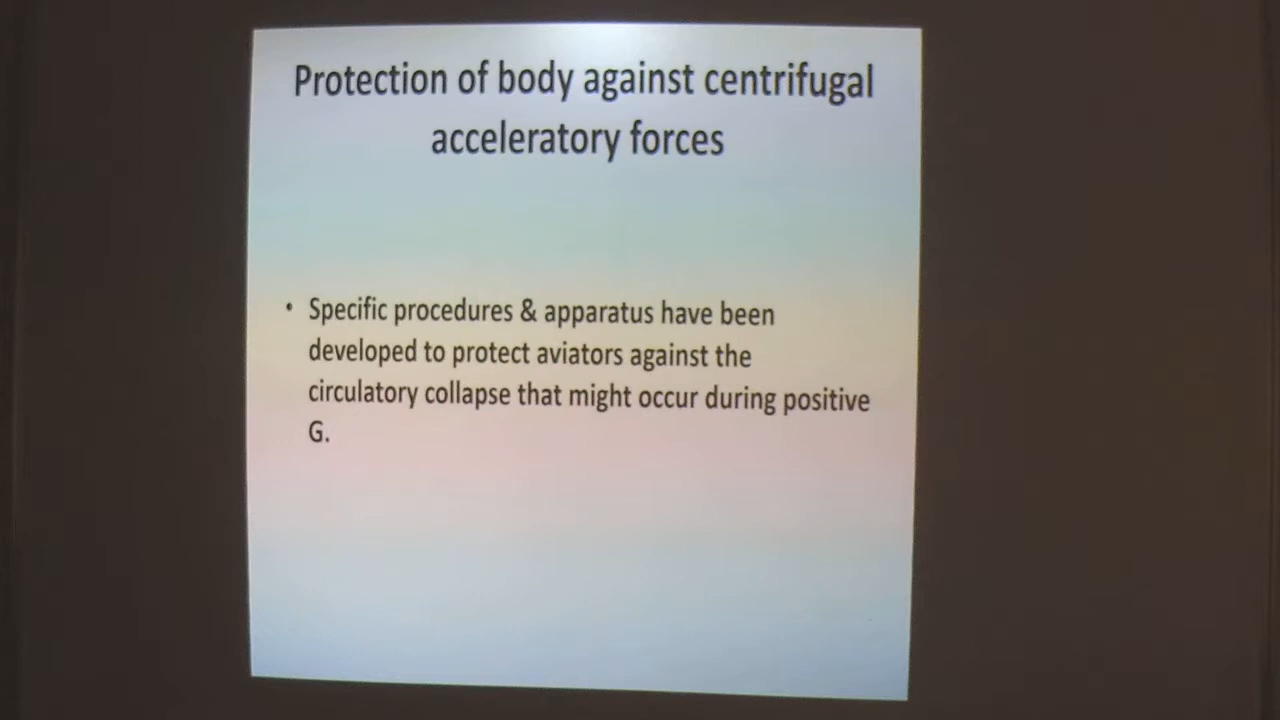 Protection of body against centrifugal
acceleratory forces
• Specific procedures & apparatus have been
developed to protect aviators against the
circulatory collapse that might occur during positive
G.